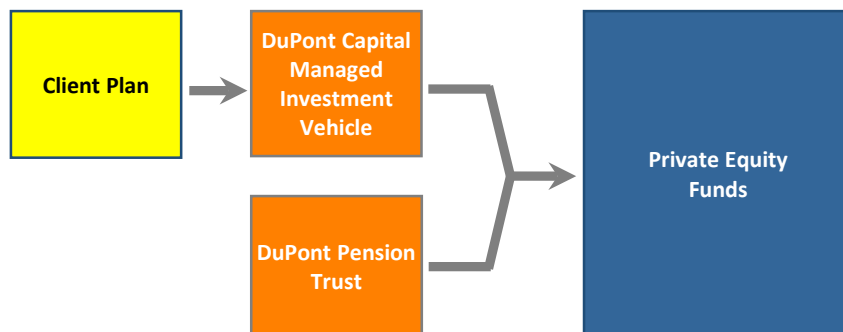 Client Plan
DuPont Capital
Managed
Investment
Vehicle
DuPont Pension
Trust
Private Equity
Funds